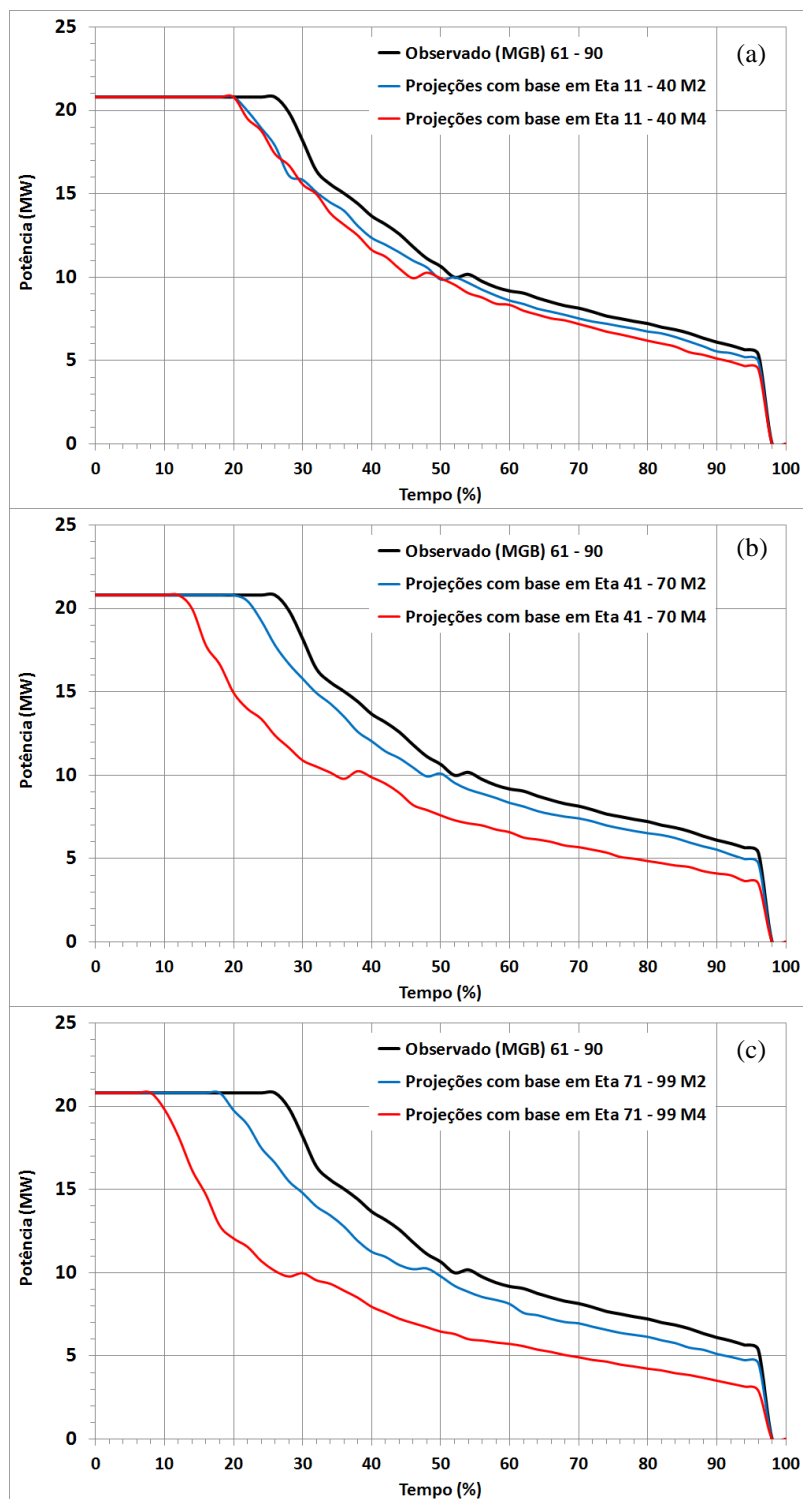 25
(a)
Observado (MGB) 61 - 90
Projeções com base em Eta 11 - 40 M2
Projeções com base em Eta 11 - 40 M4
20
15
10
5
0
Potência (MW)
0 10 20 30 40 50 60 70 80 90 100
Tempo (%)
25
(b)
Observado (MGB) 61 - 90
Projeções com base em Eta 41 - 70 M2
Projeções com base em Eta 41 - 70 M4
20
15
10
5
0
Potência (MW)
0 10 20 30 40 50 60 70 80 90 100
Tempo (%)
25
(c)
Observado (MGB) 61 - 90
Projeções com base em Eta 71 - 99 M2
Projeções com base em Eta 71 - 99 M4
20
15
10
5
0
Potência (MW)
0 10 20 30 40 50 60 70 80 90 100
Tempo (%)